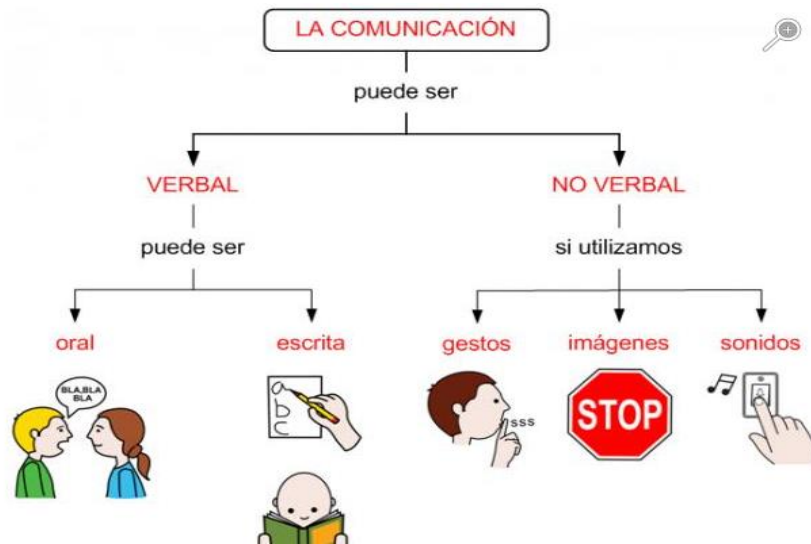 LA COMUNICACIÓN
puede ser
VERBAL
NO VERBAL
puede ser
si utilizamos
oral
escrita
gestos
imágenes
sonidos
BLA,BLA
BLA
a
b
c
sss
STOP